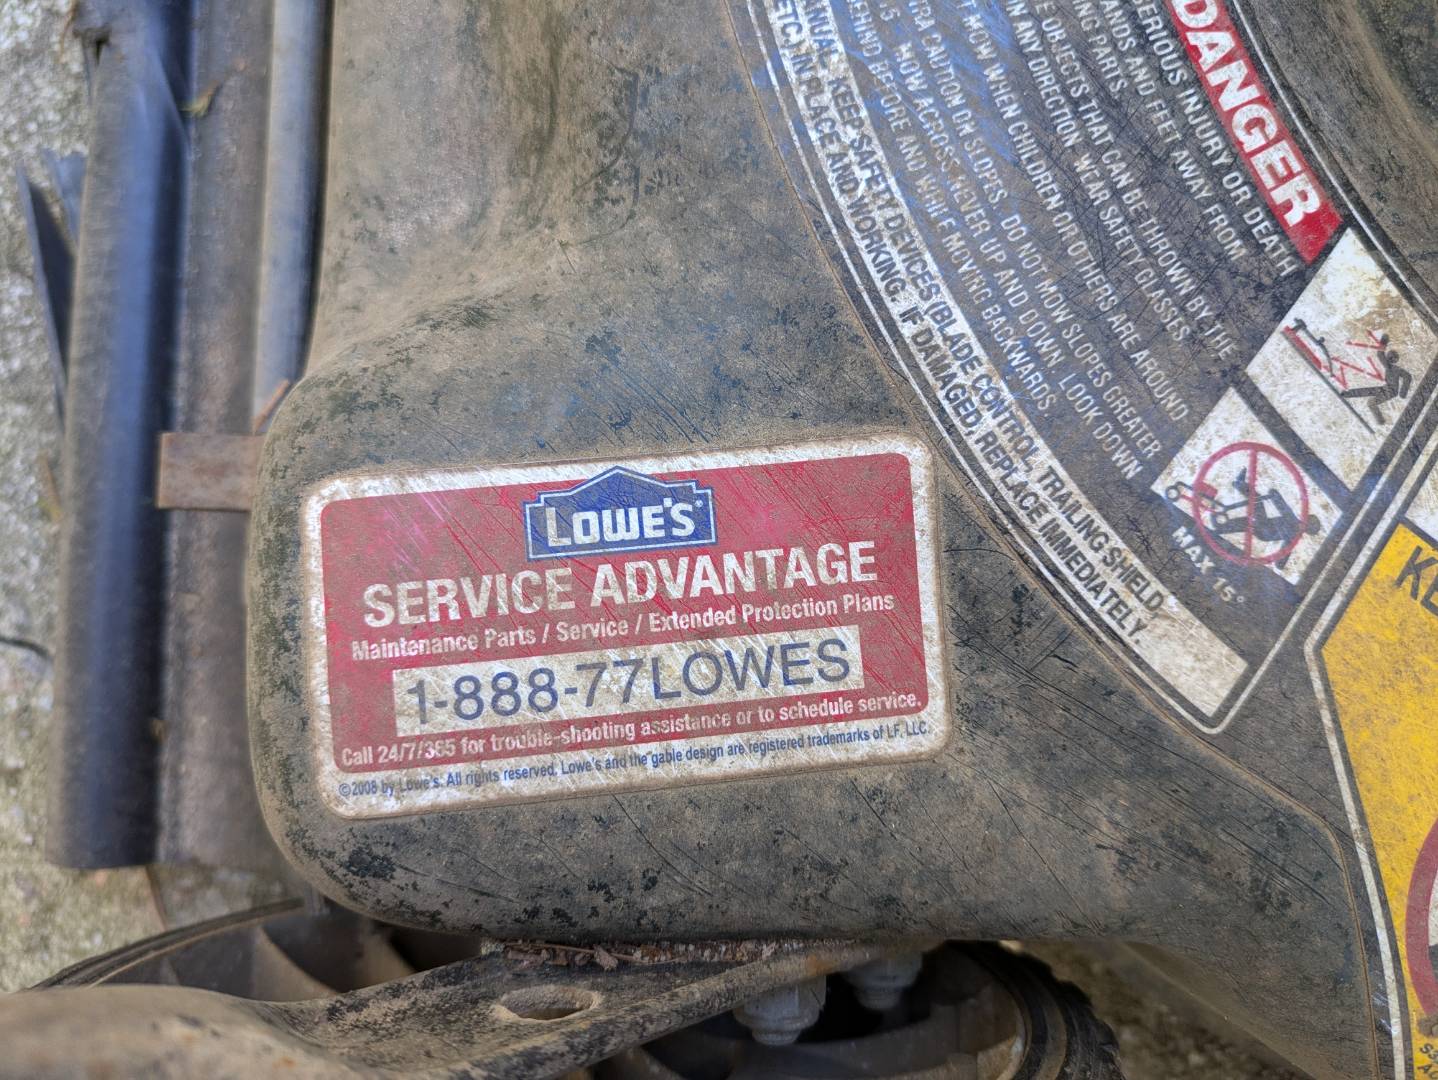 LOWE'S
SERVICE ADVANTAGE
Maintenance Parts / Service / Extended Protection Plans
1-888-77LOWES
Call 24/7/365 for trouble-shooting assistance or to schedule service.
©2008 by Lowe's. All rights reserved. Lowe's and the gable design are registered trademarks of LF, LLC.
DANGER
SERIOUS INJURY OR DEATH
HANDS AND FEET AWAY FROM
PARTS.
OBJECTS THAT CAN BE THROWN BY THE
IN ANY DIRECTION. WEAR SAFETY GLASSES.
MOW WHEN CHILDREN OR OTHERS ARE AROUND.
CAUTION ON SLOPES. DO NOT MOW SLOPES GREATER
MOW ACROSS, NEVER UP AND DOWN. LOOK DOWN
BEHIND BEFORE AND WHILE MOVING BACKWARDS.
KEEP SAFETY DEVICES (BLADE CONTROL, TRAILING SHIELD,
ETC.) IN PLACE AND WORKING. IF DAMAGED, REPLACE IMMEDIATELY.
MAX 15°